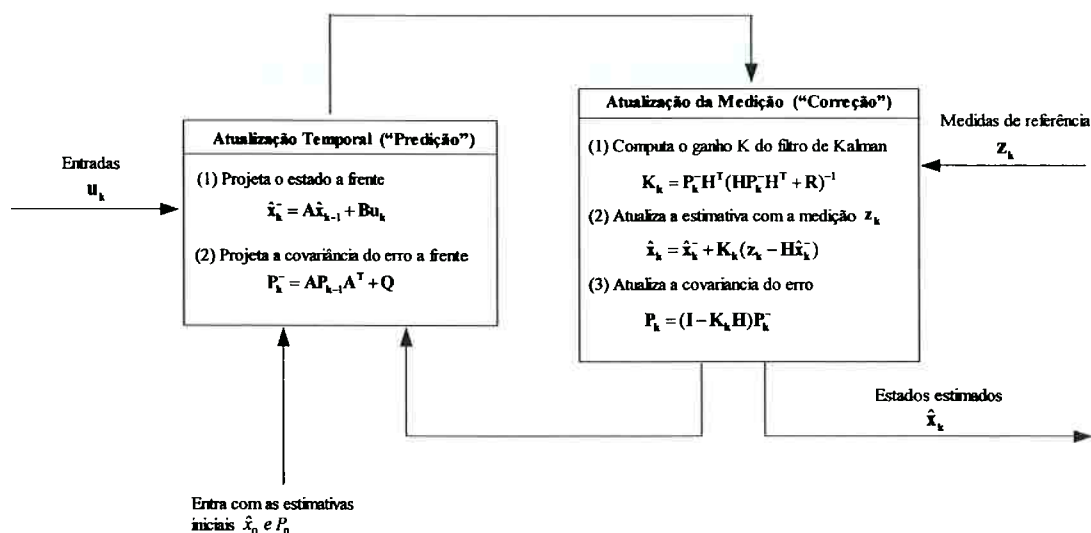 Atualização Temporal ("Predição")
(1) Projeta o estado a frente
x̂ₖ⁻ = Ax̂ₖ₋₁ + Buₖ
(2) Projeta a covariância do erro a frente
Pₖ⁻ = APₖ₋₁Aᵀ + Q
Entradas
uₖ
Entra com as estimativas
iniais x̂₀ e P₀
Atualização da Medição ("Correção")
(1) Computa o ganho K do filtro de Kalman
Kₖ = Pₖ⁻Hᵀ(HPₖ⁻Hᵀ + R)⁻¹
(2) Atualiza a estimativa com a medição zₖ
x̂ₖ = x̂ₖ⁻ + Kₖ(zₖ − Hx̂ₖ⁻)
(3) Atualiza a covariancia do erro
Pₖ = (I − KₖH)Pₖ⁻
Medidas de referência
zₖ
Estados estimados
x̂ₖ